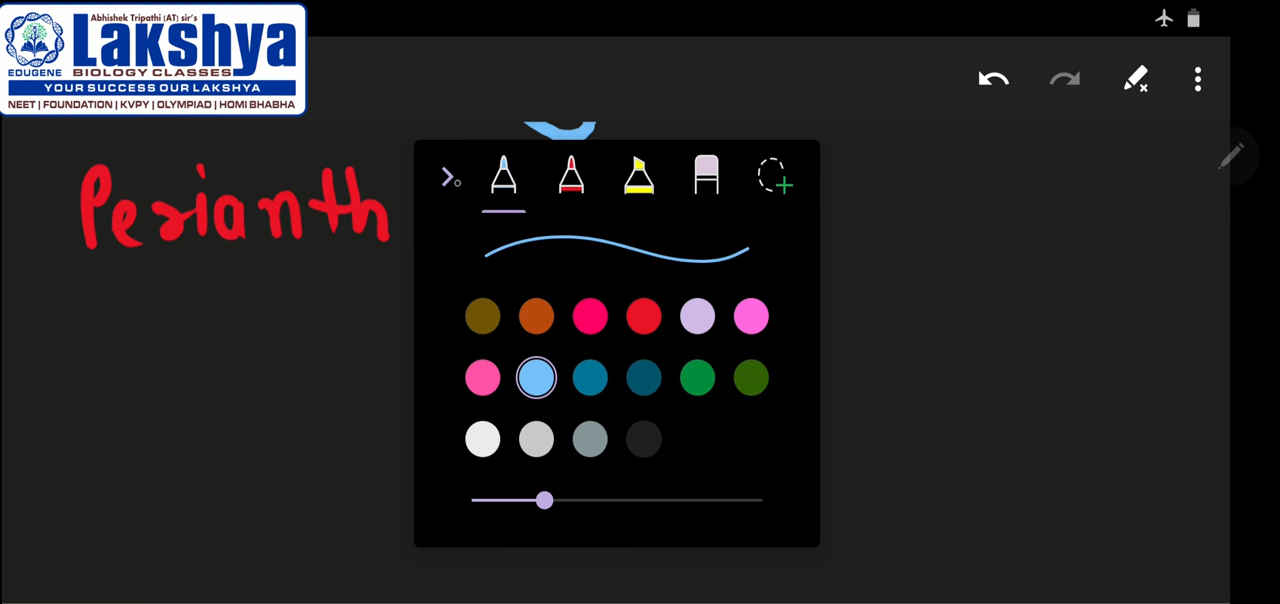 Abhishek Tripathi (AT) sir's
Lakshya
EDUGENE BIOLOGY CLASSES
YOUR SUCCESS OUR LAKSHYA
NEET | FOUNDATION | KVPY | OLYMPIAD | HOMI BHABHA
Perianth